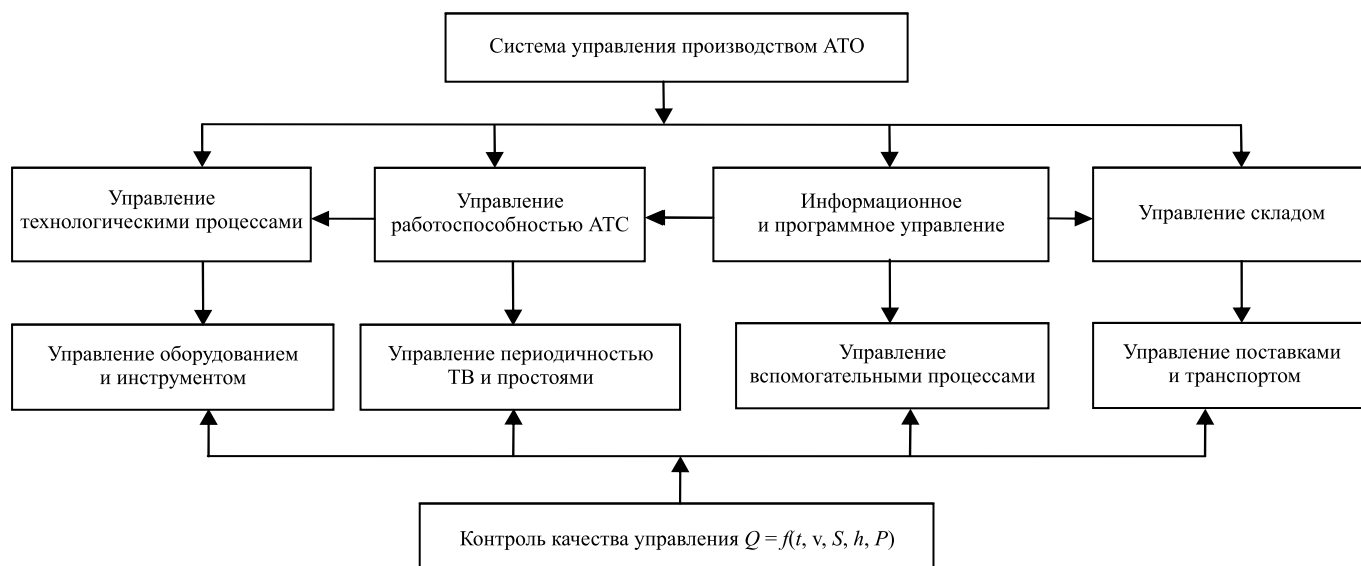 Система управления производством АТО
Управление
технологическими процессами
Управление
работоспособностью АТС
Информационное
и программное управление
Управление складом
Управление оборудованием
и инструментом
Управление периодичностью
ТВ и простоями
Управление
вспомогательными процессами
Управление поставками
и транспортом
Контроль качества управления Q = f(t, v, S, h, P)